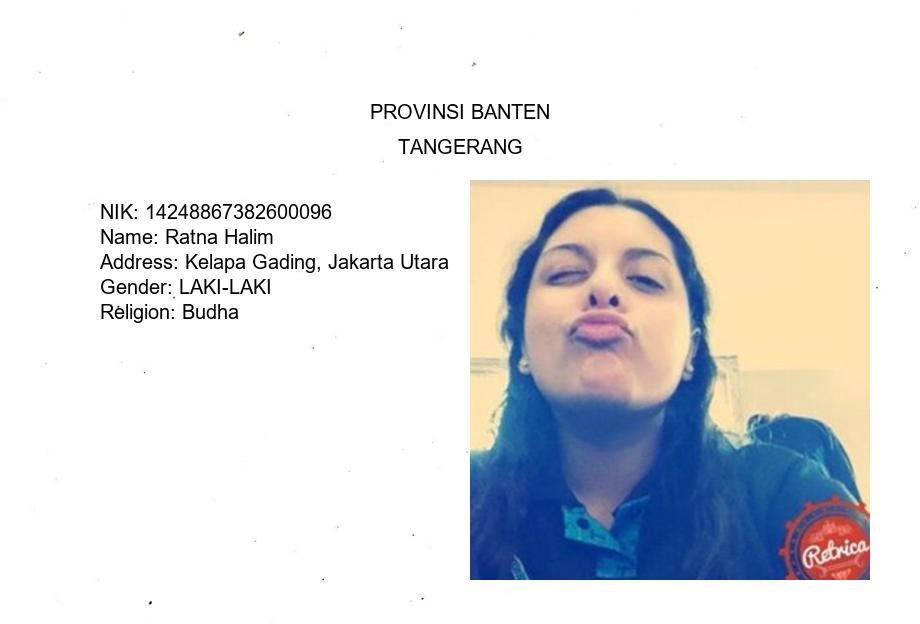 PROVINSI BANTEN
TANGERANG
NIK: 14248867382600096
Name: Ratna Halim
Address: Kelapa Gading, Jakarta Utara
Gender: LAKI-LAKI
Religion: Budha
Retrica